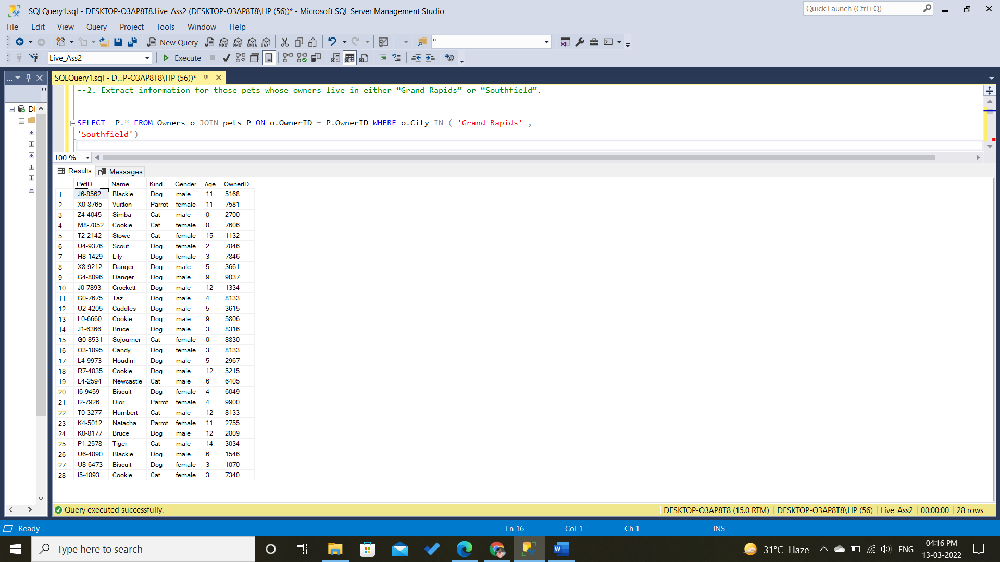 SQLQuery1.sql - DESKTOP-O3AP8T8.Live_Ass2 (DESKTOP-O3AP8T8\HP (56))* - Microsoft SQL Server Management Studio
Quick Launch (Ctrl+Q)
File Edit View Query Project Tools Window Help
New Query MDX DMX XMLA DAX "
Live_Ass2 Execute
... SQLQuery1.sql - D...P-O3AP8T8\HP (56))*
--2. Extract information for those pets whose owners live in either “Grand Rapids” or “Southfield”.
SELECT P.* FROM Owners o JOIN pets P ON o.OwnerID = P.OwnerID WHERE o.City IN ( 'Grand Rapids' ,
'Southfield')
100 %
Results Messages
PetID Name Kind Gender Age OwnerID
1 J6-8562 Blackie Dog male 11 5168
2 X0-8765 Vuitton Parrot female 11 7581
3 Z4-4045 Simba Cat male 0 2700
4 M8-7852 Cookie Cat female 8 7606
5 T2-2142 Stowe Cat female 15 1132
6 U4-9376 Scout Dog female 2 7846
7 H8-1429 Lily Dog female 3 7846
8 X8-9212 Danger Dog male 5 3661
9 G4-8096 Danger Dog male 9 9037
10 J0-7893 Crockett Dog male 12 1334
11 G0-7675 Taz Dog male 4 8133
12 U2-4205 Cuddles Dog male 5 3615
13 L0-6660 Cookie Dog male 9 5806
14 J1-6366 Bruce Dog male 3 8316
15 G0-8531 Sojourner Cat female 0 8830
16 O3-1895 Candy Dog female 3 8133
17 L4-9973 Houdini Dog male 5 2967
18 R7-4835 Cookie Dog male 12 5215
19 L4-2594 Newcastle Cat male 6 6405
20 I6-9459 Biscuit Dog female 4 6049
21 I2-7926 Dior Parrot female 4 9900
22 T0-3277 Humbert Cat male 12 8133
23 K4-5012 Natacha Parrot female 11 2755
24 K0-8177 Bruce Dog male 12 2809
25 P1-2578 Tiger Cat male 14 3034
26 U6-4890 Blackie Dog male 6 1546
27 U8-6473 Biscuit Dog female 3 1070
28 I5-4893 Cookie Cat female 3 7340
Query executed successfully. DESKTOP-O3AP8T8 (15.0 RTM) DESKTOP-O3AP8T8\HP (56) Live_Ass2 00:00:00 28 rows
Ready Ln 16 Col 1 Ch 1 INS
Type here to search 31°C Haze ENG 04:16 PM
13-03-2022